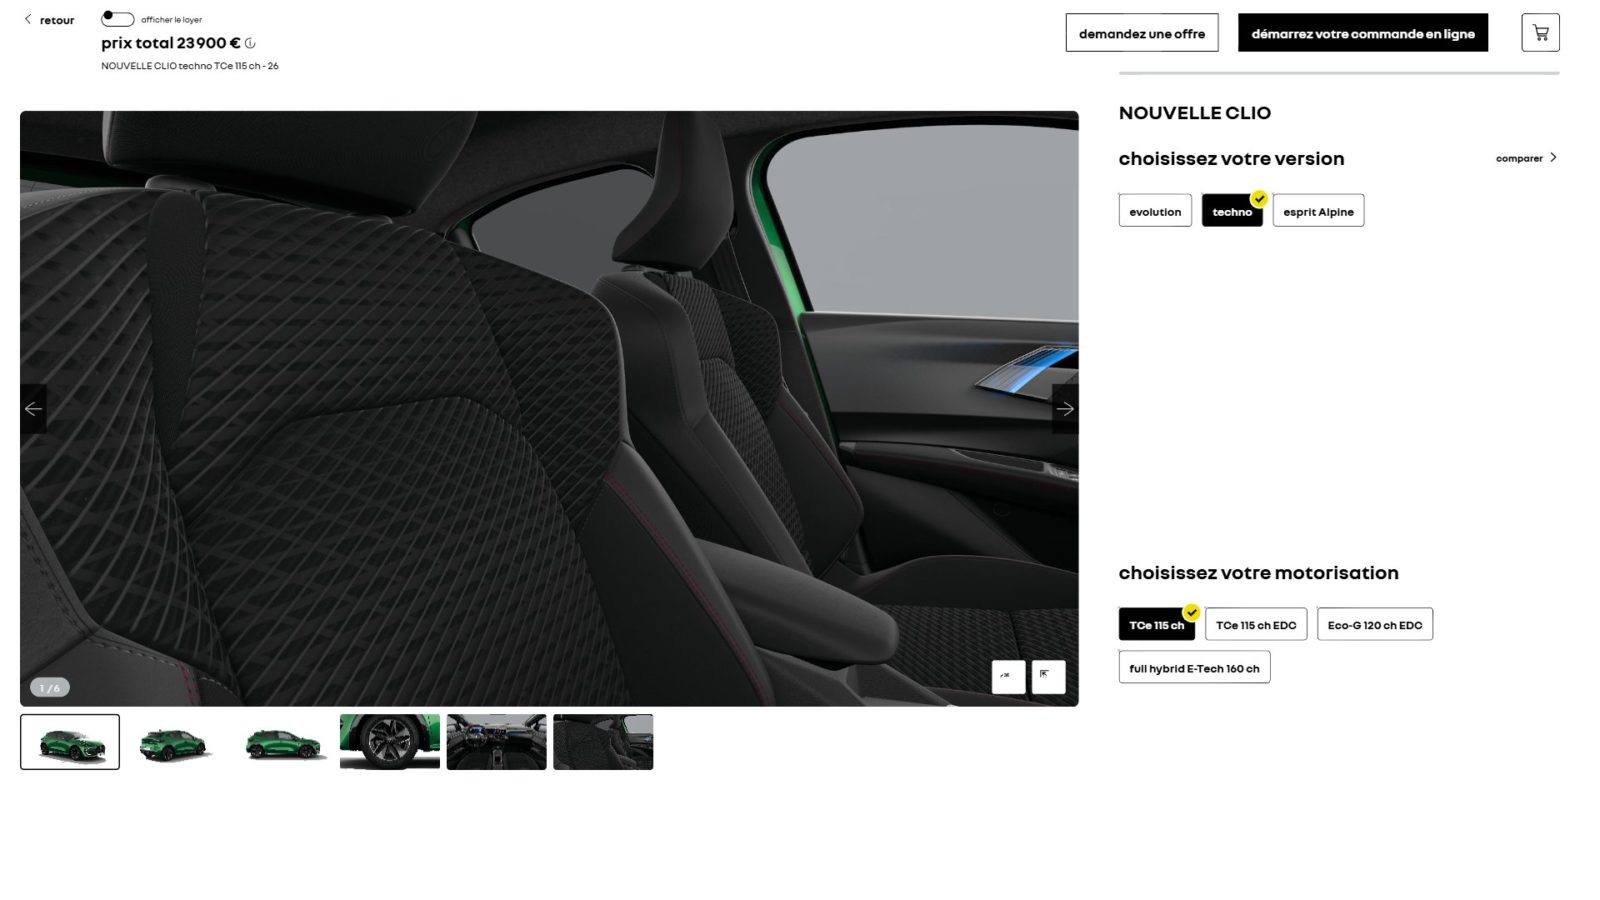 retour
afficher le loyer
prix total 23 900 €
NOUVELLE CLIO techno TCe 115 ch - 26
demandez une offre
démarrez votre commande en ligne
NOUVELLE CLIO
choisissez votre version
comparer
evolution
techno
esprit Alpine
1 / 6
choisissez votre motorisation
TCe 115 ch
TCe 115 ch EDC
Eco-G 120 ch EDC
full hybrid E-Tech 160 ch